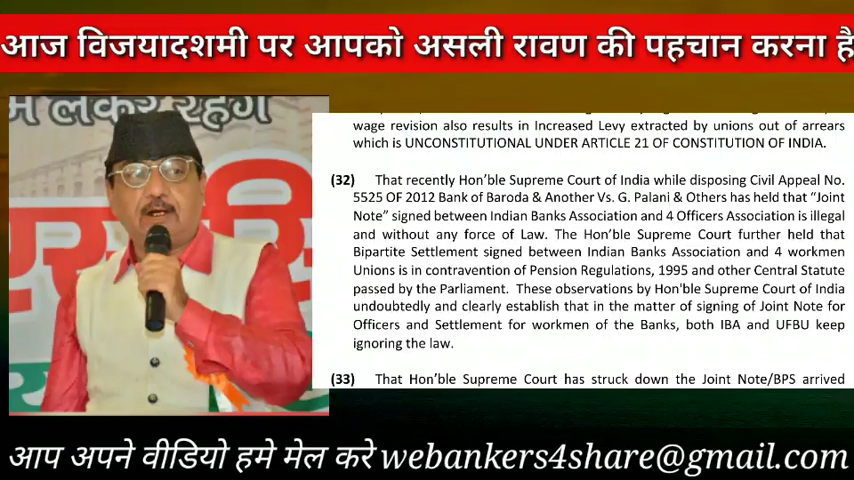 आज विजयादशमी पर आपको असली रावण की पहचान करना है
लेकर रहेंगे
wage revision also results in Increased Levy extracted by unions out of arrears
which is UNCONSTITUTIONAL UNDER ARTICLE 21 OF CONSTITUTION OF INDIA.
(32) That recently Hon'ble Supreme Court of India while disposing Civil Appeal No.
5525 OF 2012 Bank of Baroda & Another Vs. G. Palani & Others has held that "Joint
Note" signed between Indian Banks Association and 4 Officers Association is illegal
and without any force of Law. The Hon'ble Supreme Court further held that
Bipartite Settlement signed between Indian Banks Association and 4 workmen
Unions is in contravention of Pension Regulations, 1995 and other Central Statute
passed by the Parliament. These observations by Hon'ble Supreme Court of India
undoubtedly and clearly establish that in the matter of signing of Joint Note for
Officers and Settlement for workmen of the Banks, both IBA and UFBU keep
ignoring the law.
(33) That Hon'ble Supreme Court has struck down the Joint Note/BPS arrived
आप अपने वीडियो हमे मेल करे webankers4share@gmail.com